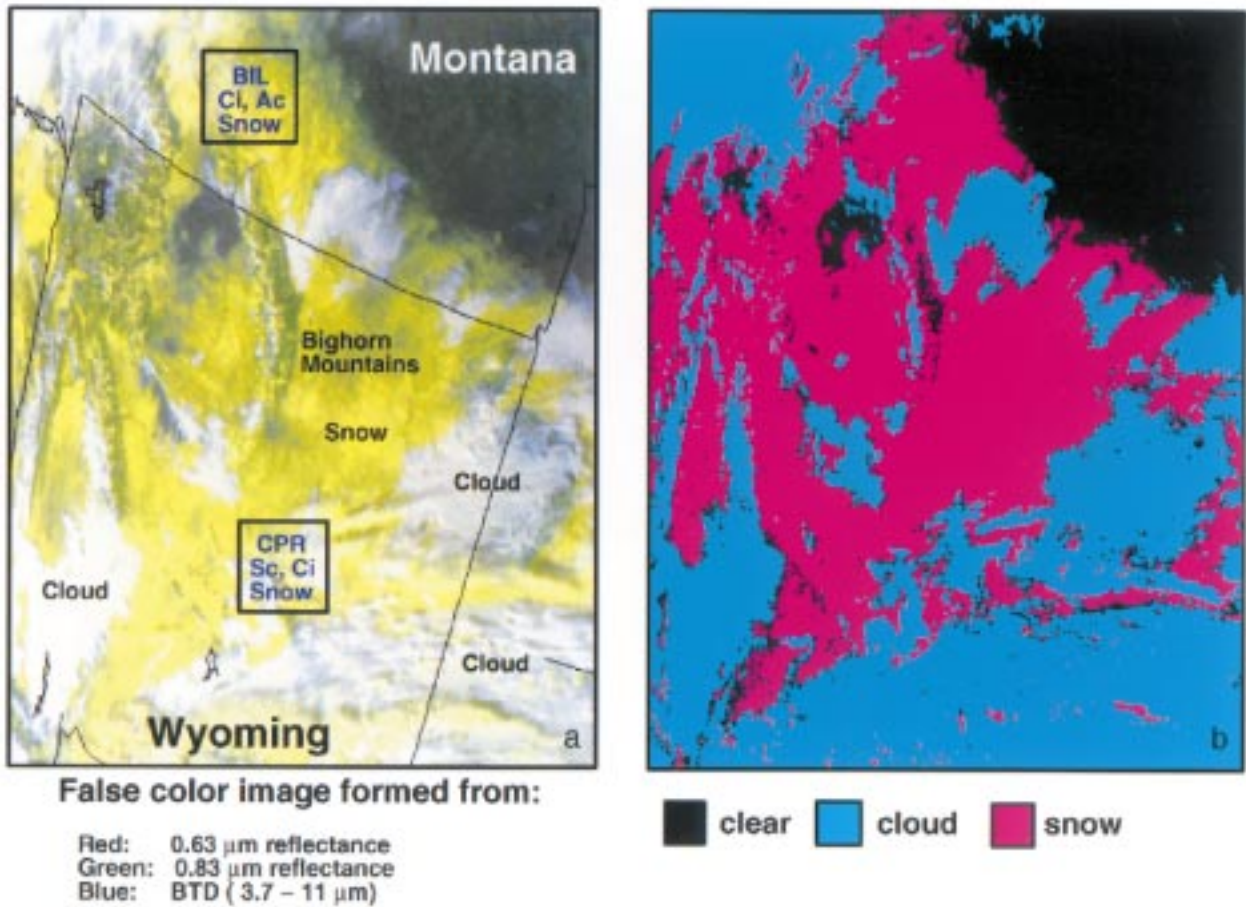 Montana
BIL
Ci, Ac
Snow
Bighorn
Mountains
Snow
Cloud
CPR
Sc, Ci
Snow
Cloud
Cloud
Wyoming
a
b
False color image formed from:
Red: 0.63 μm reflectance
Green: 0.83 μm reflectance
Blue: BTD ( 3.7 – 11 μm)
clear cloud snow